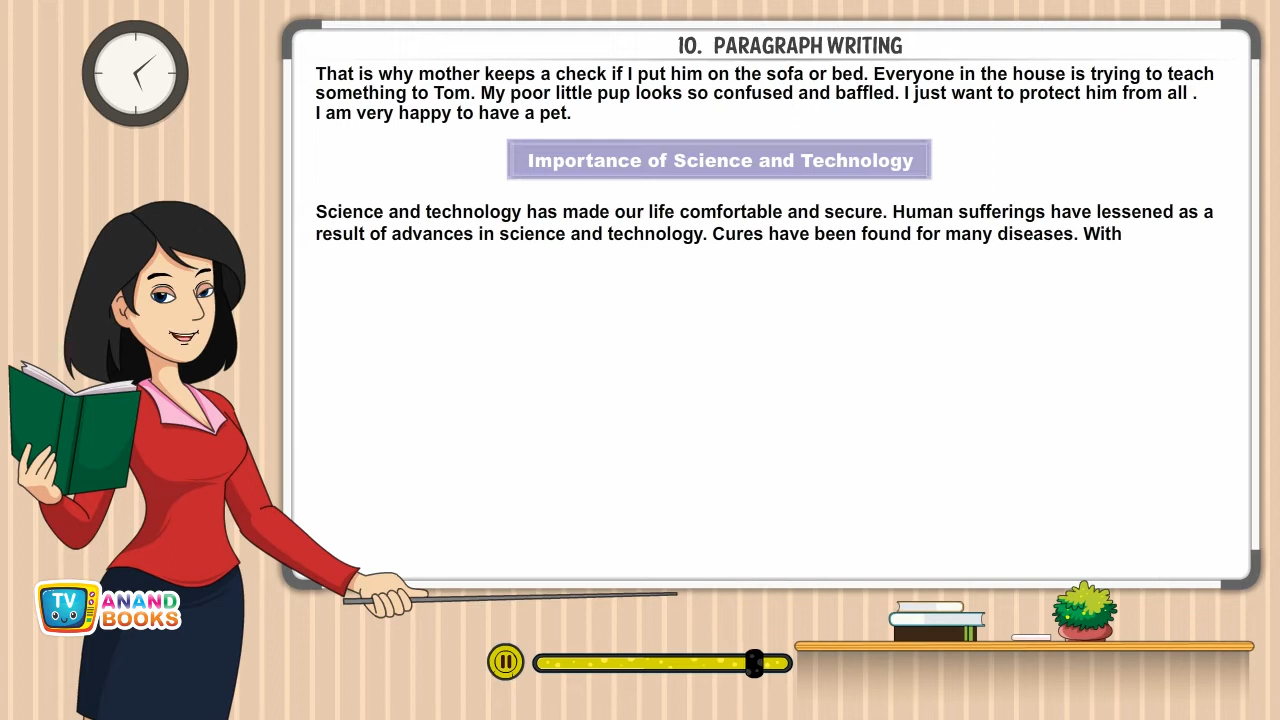 10. PARAGRAPH WRITING
That is why mother keeps a check if I put him on the sofa or bed. Everyone in the house is trying to teach
something to Tom. My poor little pup looks so confused and baffled. I just want to protect him from all .
I am very happy to have a pet.
Importance of Science and Technology
Science and technology has made our life comfortable and secure. Human sufferings have lessened as a
result of advances in science and technology. Cures have been found for many diseases. With
TV
ANAND
BOOKS